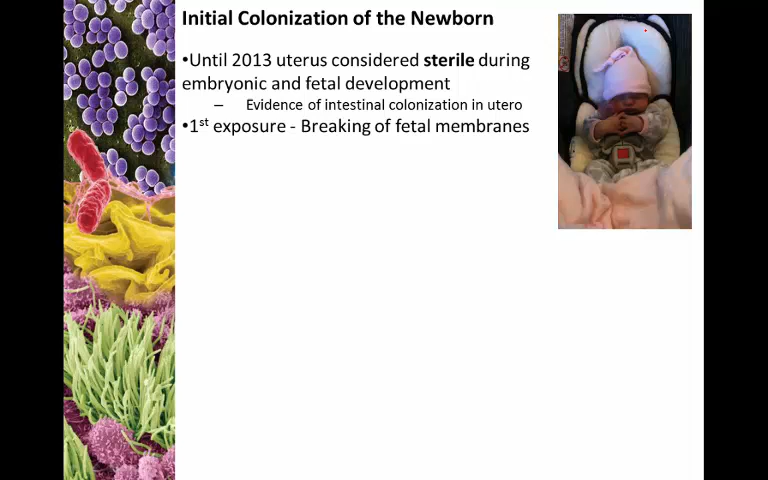 Initial Colonization of the Newborn
•Until 2013 uterus considered sterile during
embryonic and fetal development
– Evidence of intestinal colonization in utero
•1st exposure - Breaking of fetal membranes